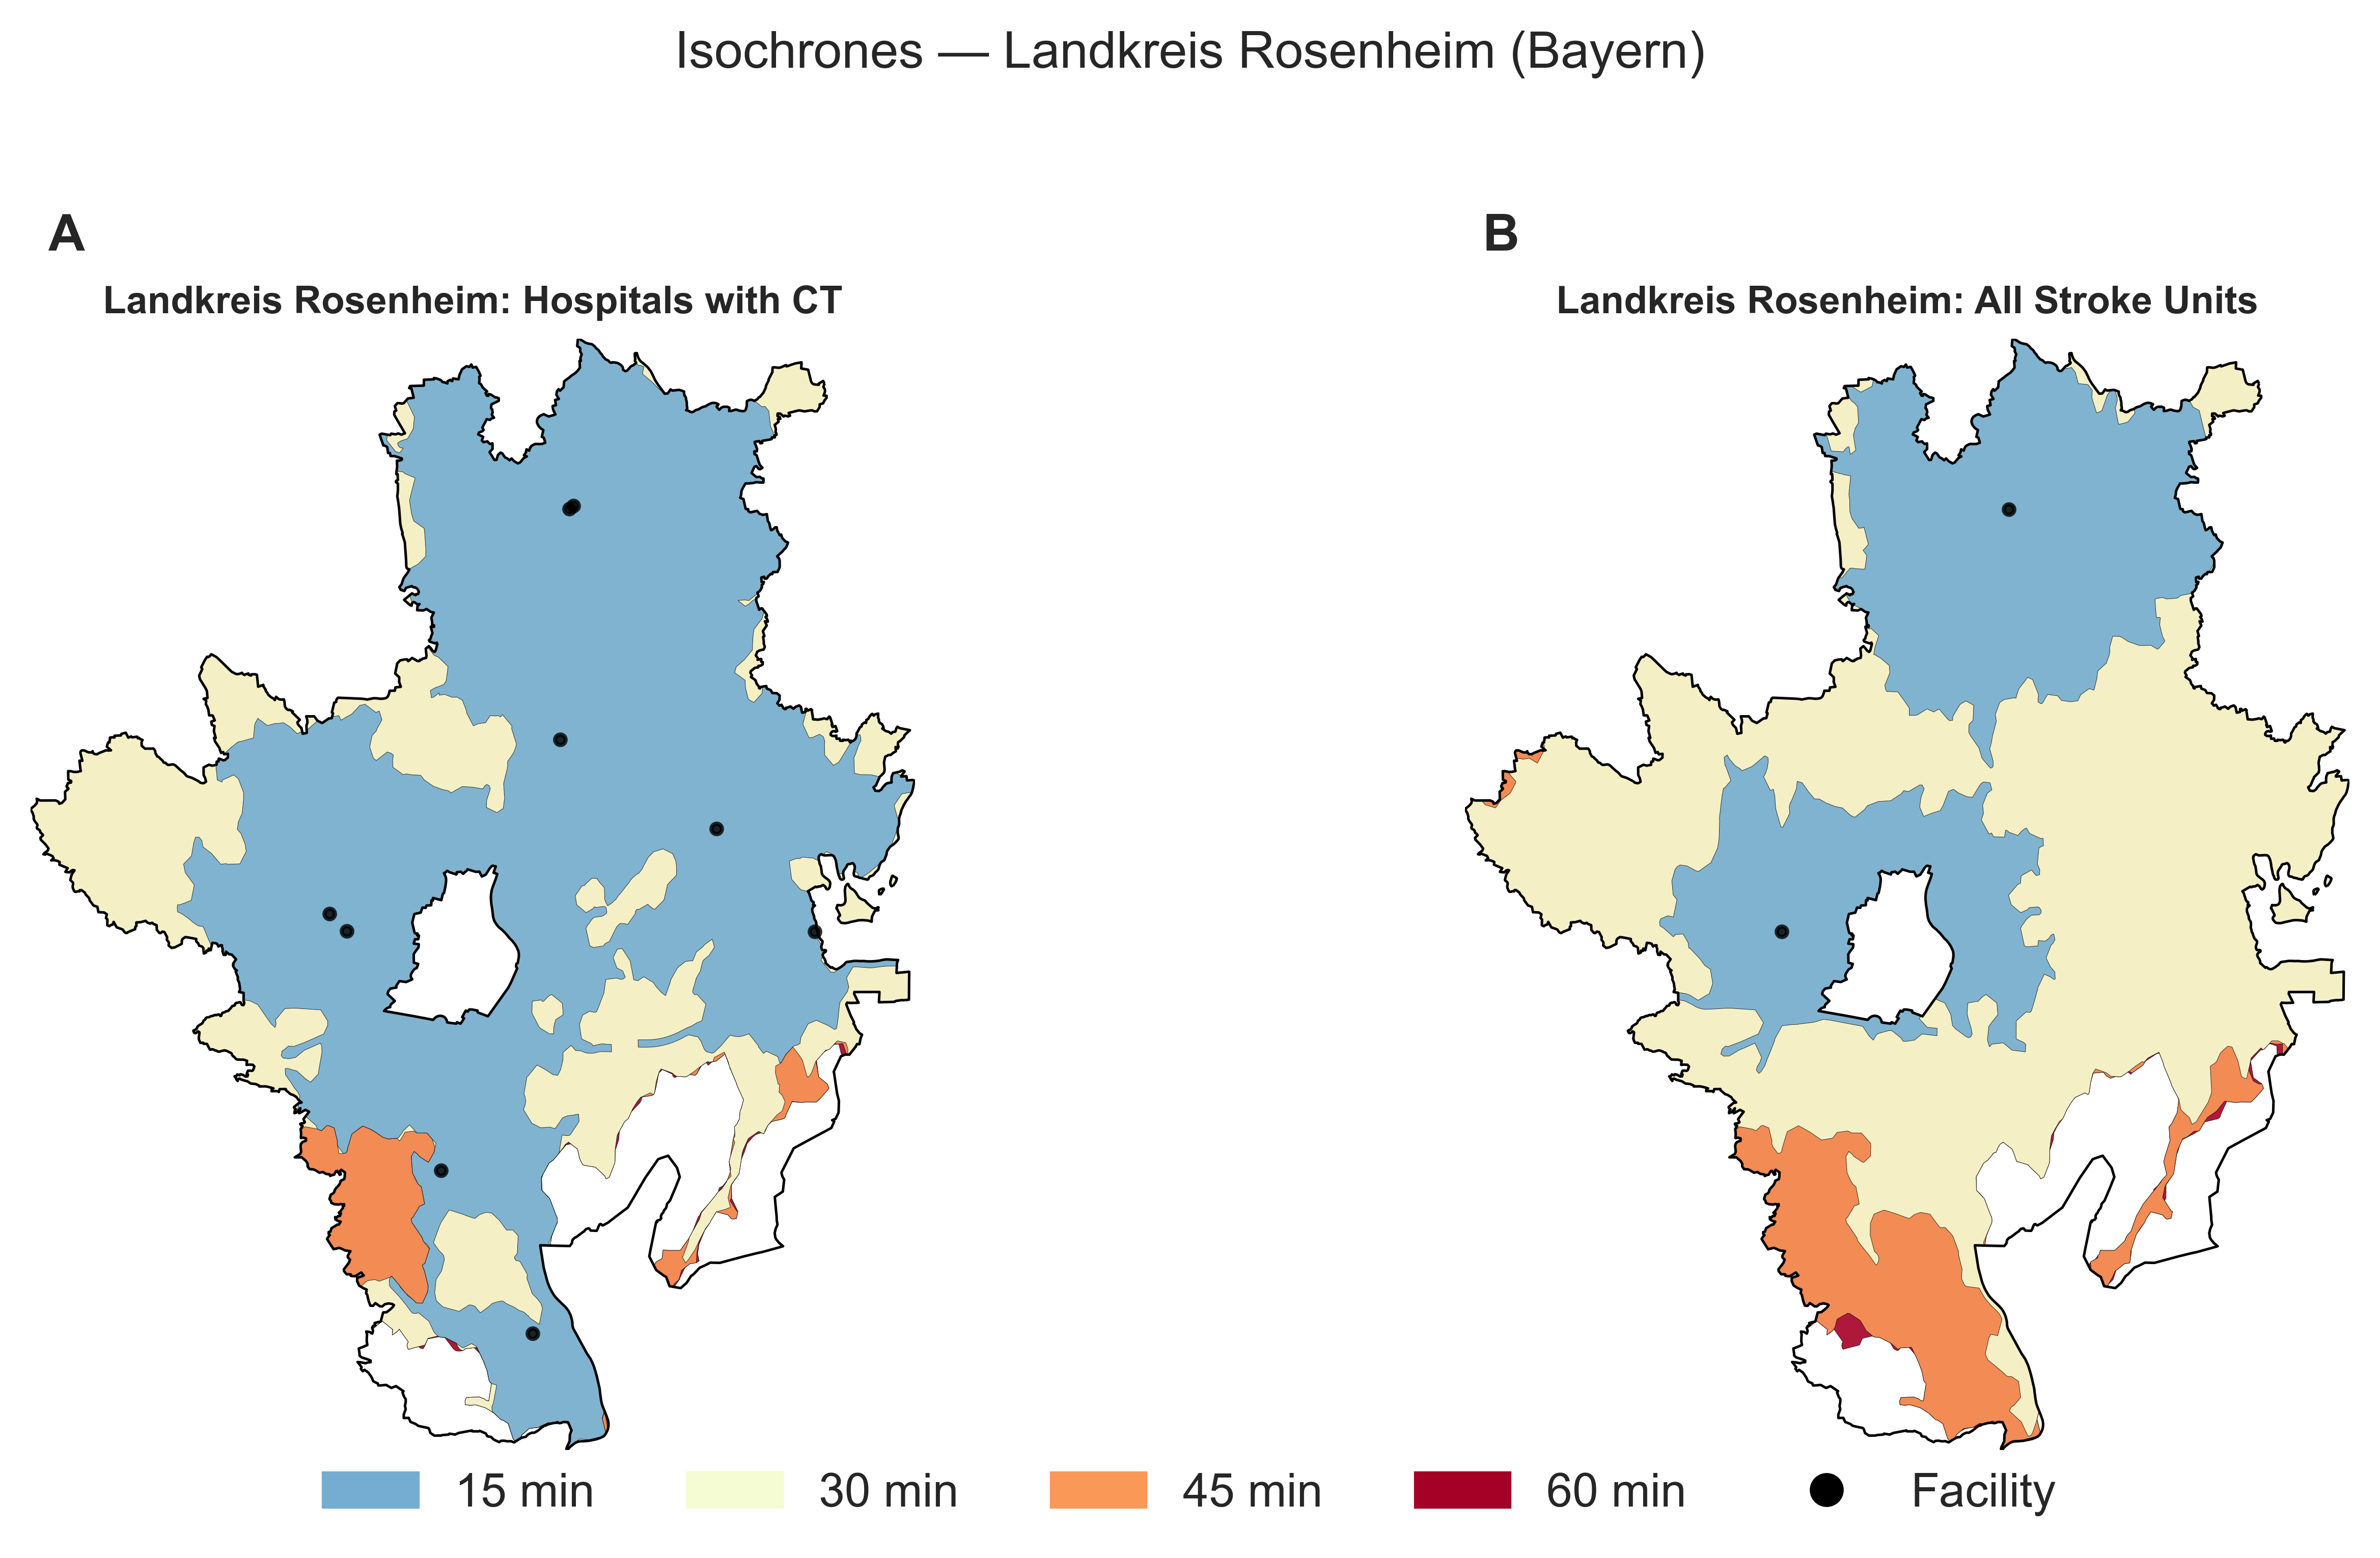 Isochrones — Landkreis Rosenheim (Bayern)
A
Landkreis Rosenheim: Hospitals with CT
B
Landkreis Rosenheim: All Stroke Units
15 min
30 min
45 min
60 min
Facility